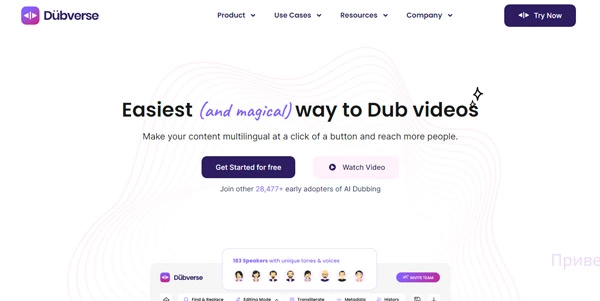 Dübverse
Product Use Cases Resources Company
Try Now
Easiest (and magical) way to Dub videos
Make your content multilingual at a click of a button and reach more people.
Get Started for free
Watch Video
Join other 28,477+ early adopters of AI Dubbing
183 Speakers with unique tones & voices
Приве
Dübverse
INVITE TEAM
Find & Replace Editing Mode Transliterate Metadata History